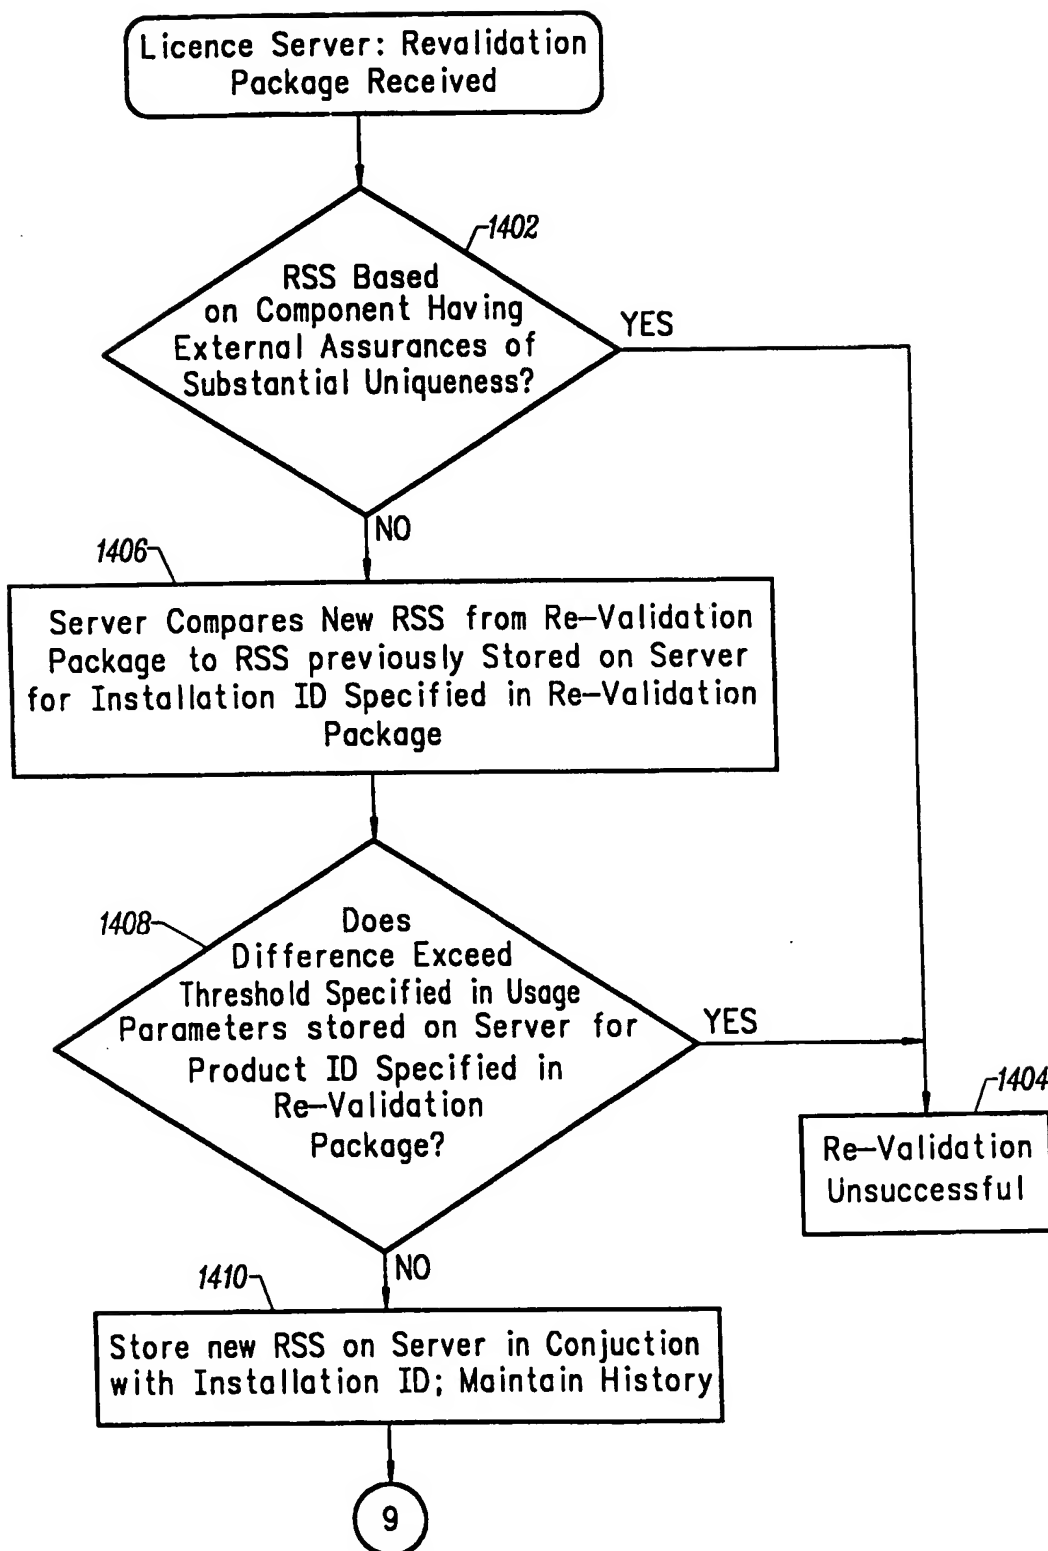 Licence Server: Revalidation
Package Received
1402
RSS Based
on Component Having
External Assurances of
Substantial Uniqueness?
YES
NO
1406
Server Compares New RSS from Re-Validation
Package to RSS previously Stored on Server
for Installation ID Specified in Re-Validation
Package
1408
Does
Difference Exceed
Threshold Specified in Usage
Parameters stored on Server for
Product ID Specified in
Re-Validation
Package?
YES
1404
Re-Validation
Unsuccessful
NO
1410
Store new RSS on Server in Conjuction
with Installation ID; Maintain History
9